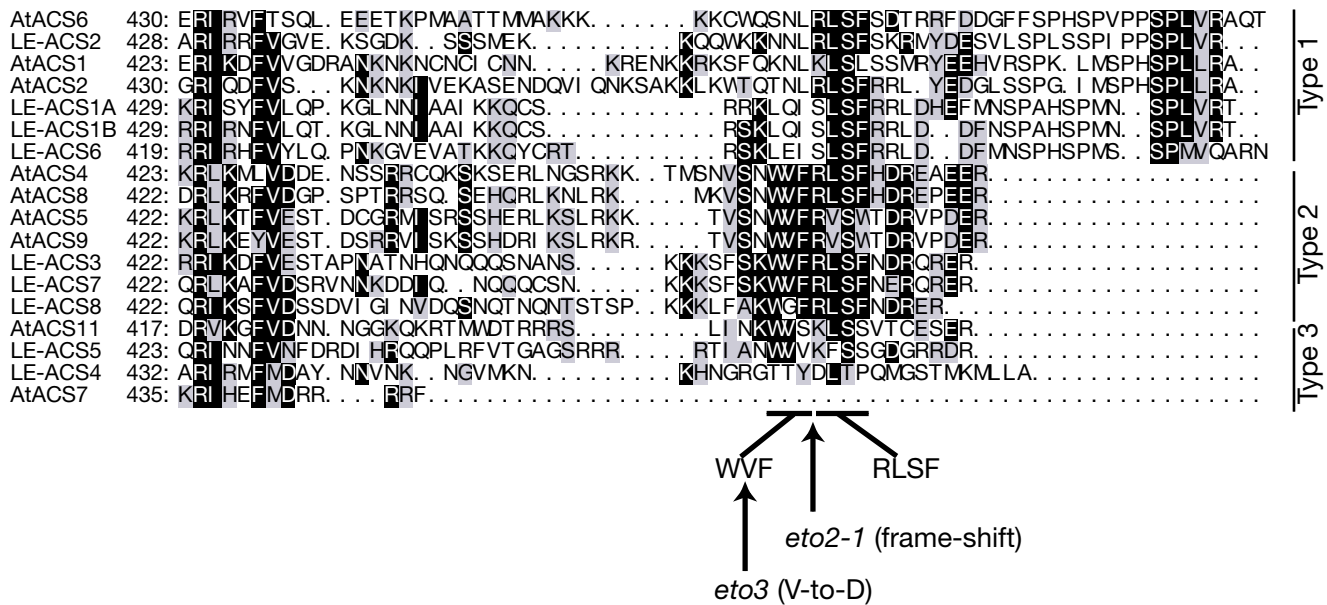 AtACS6 430: ERIRVFTSQL.EEETKPMAATTMMAKKK.......KKCWQSNLRLSFSDTRRFDDGFFSPHSPVPPSPLVRAQT
LE-ACS2 428: ARIRRFVGVE.KSGDK..SSSMEK..........KQQWKKNNLRLSFSKRMYDESVLSPLSSPIPPSPLVR...
AtACS1 423: ERIKDFVVGDRANKNKNCNCICNN.....KRENKKRKSFQKNLKLSLSSMRYEEHVRSPK.LMSPHSPLLRA..
AtACS2 424: GRIQDFVS...KNKNKIVEKASENDQVIQNKSAKKLKWTQTNLRLSFRRL.YEDGLSSPG.IMSPHSPLLRA..
LE-ACS1A 429: KRISYFVLQP.KGLNNIAAIKKQCS............RRKLQISLSFRRLDHEFMNSPAHSPMN..SPLVRT..
LE-ACS1B 429: RRIRNFVLQT.KGLNNIAAIKKQCS............RSKLQISLSFRRLD..DFNSPAHSPMN..SPLVRT..
LE-ACS6 419: RRIRHFVYLQ.PNKGVEVATKKQYCRT..........RSKLEISLSFRRLD..DFMNSPHSPMS..SPMVQARN
AtACS4 423: KRLKMLVDDE.NSSRRCQKSKSERLNGSRKK..TMSNVSNWVFRLSFHDREAEER...................
AtACS8 422: DRLKRFVDGP.SPTRRSQ.SEHQRLKNLRK......MKVSNWVFRLSFHDREPEER..................
AtACS5 422: KRLKTFVEST.DCGRMISRSSHERLKSLRKK.....TVSNWVFRVSWTDRVPDER...................
AtACS9 422: KRLKEYVEST.DSRRVISKSSHDRIKSLRKR.....TVSNWVFRVSWTDRVPDER...................
LE-ACS3 422: RRIKDFVESTAPNATNHQNQQQSNANS.......KKKSFSKWVFRLSFNDRQRER...................
LE-ACS7 422: QRLKAFVDSRVNNKDDIQ..NQQQCSN.......KKKSFSKWVFRLSFNERQRER...................
LE-ACS8 422: QRLKSFVDSSDVIGINVDQSNQTNQNTSTSP...KKKLFAKWGFRLSFNDRER.....................
AtACS11 417: DRVKGFVDNN.NGGKQKRTMWDTRRRS..........LINKWVSKLSSVTCESER...................
LE-ACS5 423: QRINNFVNFDRDIHRQQPLRFVTGAGSRRR......RTIANWVVKFSSGDGRRDR...................
LE-ACS4 432: ARIRMFMDAY.NNVNK..NGVMKN..........KHNGRGTTYDLTPQMGSTMKMLLA................
AtACS7 435: KRIHEFMDRR....RRF.........................................................
Type 1
Type 2
Type 3
WVF RLSF
eto2-1 (frame-shift)
eto3 (V-to-D)